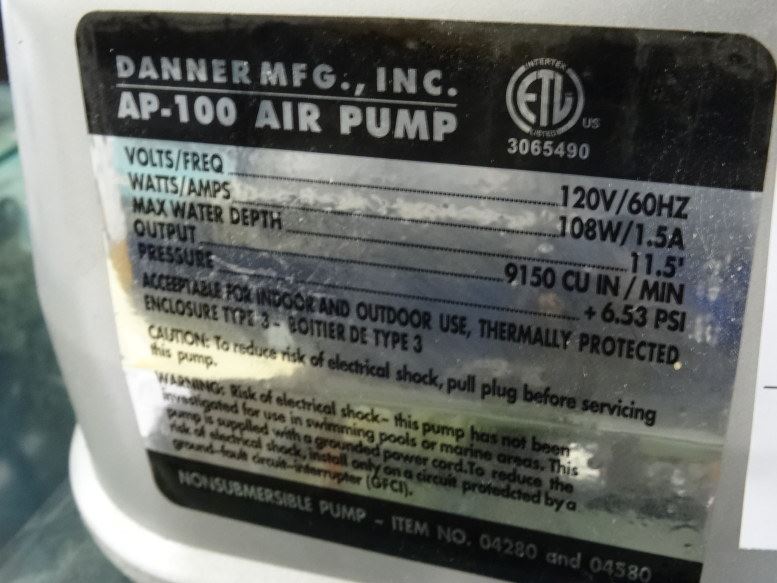 DANNER MFG., INC.
AP-100 AIR PUMP
INTERTEK
ETL
LISTED
US
3065490
VOLTS/FREQ 120V/60HZ
WATTS/AMPS 108W/1.5A
MAX WATER DEPTH 11.5'
OUTPUT 9150 CU IN / MIN
PRESSURE + 6.53 PSI
ACCEEPTABLE FOR INDOOR AND OUTDOOR USE, THERMALLY PROTECTED
ENCLOSURE TYPE 3 - BOITIER DE TYPE 3
CAUTION: To reduce risk of electrical shock, pull plug before servicing
this pump.
WARNING: Risk of electrical shock- this pump has not been
investigated for use in swimming pools or marine areas. This
pump is supplied with a grounded power cord.To reduce the
risk of electrical shock, install only on a circuit protedcted by a
ground-fault circuit-interrupter (GFCI).
NONSUBMERSIBLE PUMP - ITEM NO. 04280 and 04580